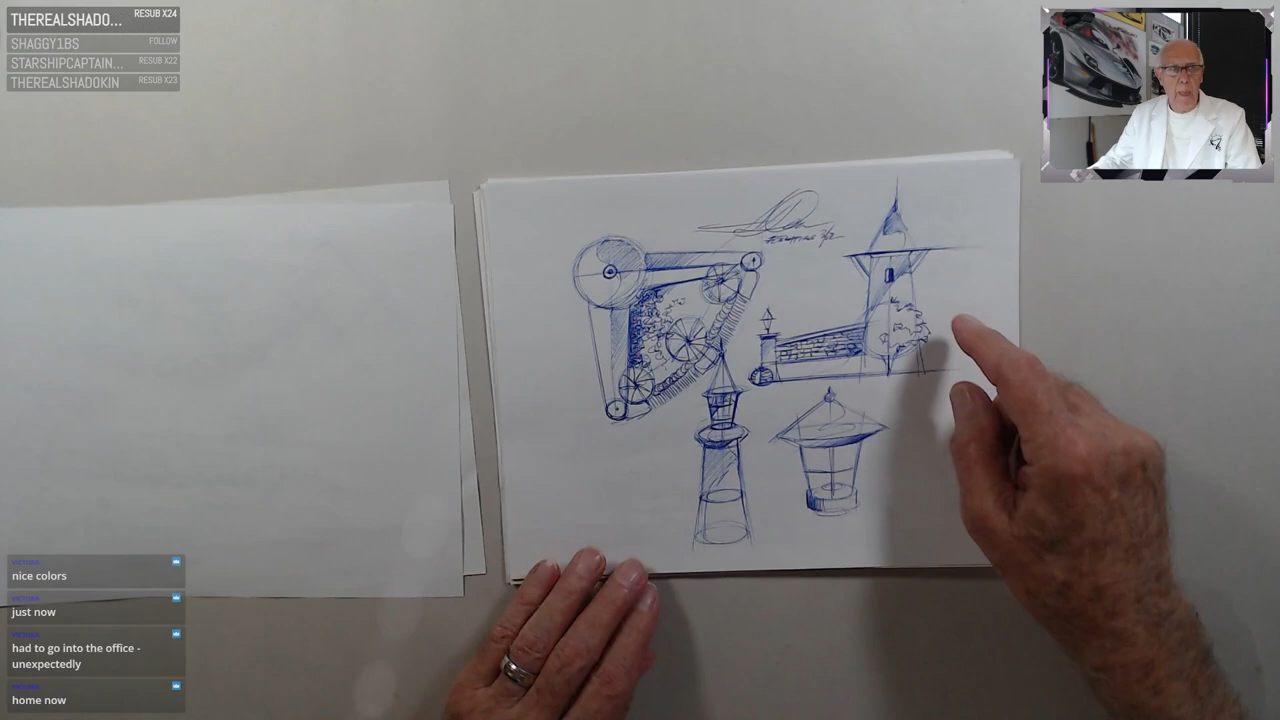 THEREALSHADO...
RESUB X24
SHAGGY1BS
FOLLOW
STARSHIPCAPTAIN...
RESUB X22
THEREALSHADOKIN
RESUB X23
nice colors
just now
had to go into the office -
unexpectedly
home now